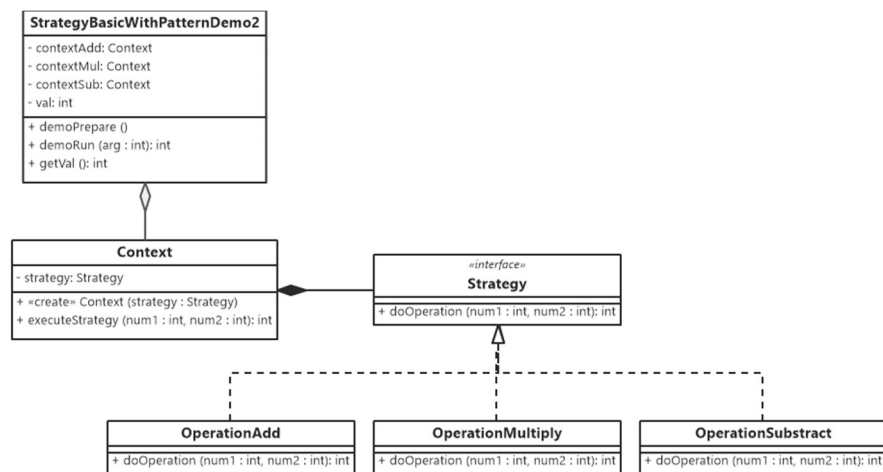 StrategyBasicWithPatternDemo2
- contextAdd: Context
- contextMul: Context
- contextSub: Context
- val: int
+ demoPrepare ()
+ demoRun (arg : int): int
+ getVal (): int
Context
- strategy: Strategy
+ «create» Context (strategy : Strategy)
+ executeStrategy (num1 : int, num2 : int): int
«interface»
Strategy
+ doOperation (num1 : int, num2 : int): int
OperationAdd
+ doOperation (num1 : int, num2 : int): int
OperationMultiply
+ doOperation (num1 : int, num2 : int): int
OperationSubstract
+ doOperation (num1 : int, num2 : int): int